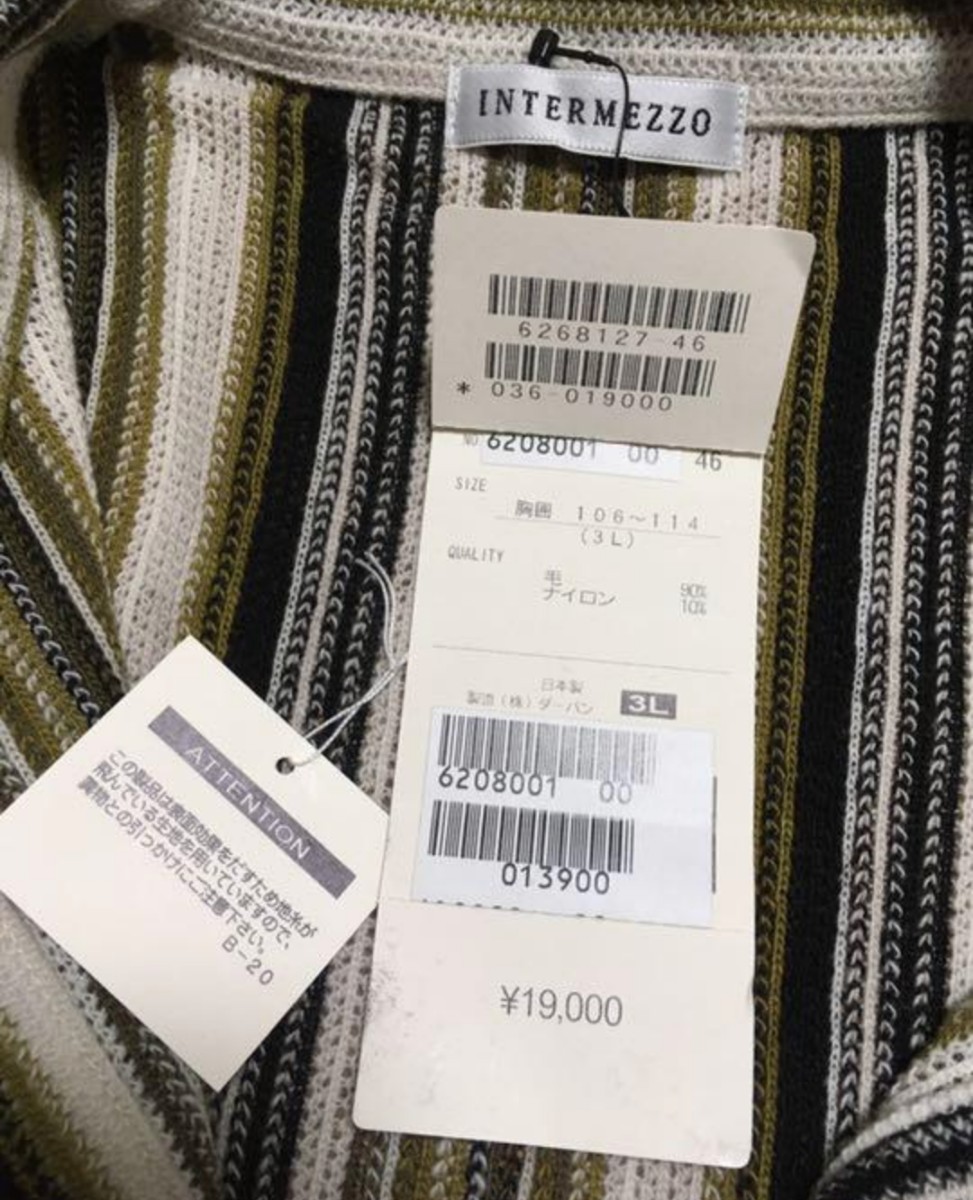 INTERMEZZO
6268127-46
* 036-019000
NO 6208001 00 46
SIZE
胸囲 106〜114
(3L)
QUALITY
毛 90%
ナイロン 10%
日本製
製造(株)ダーバン 3L
6208001 00
013900
¥19,000
ATTENTION
この製品は表面効果をだすため地糸が
飛んでいる生地を用いていますので、
異物との引っかけにご注意下さい。
B-20